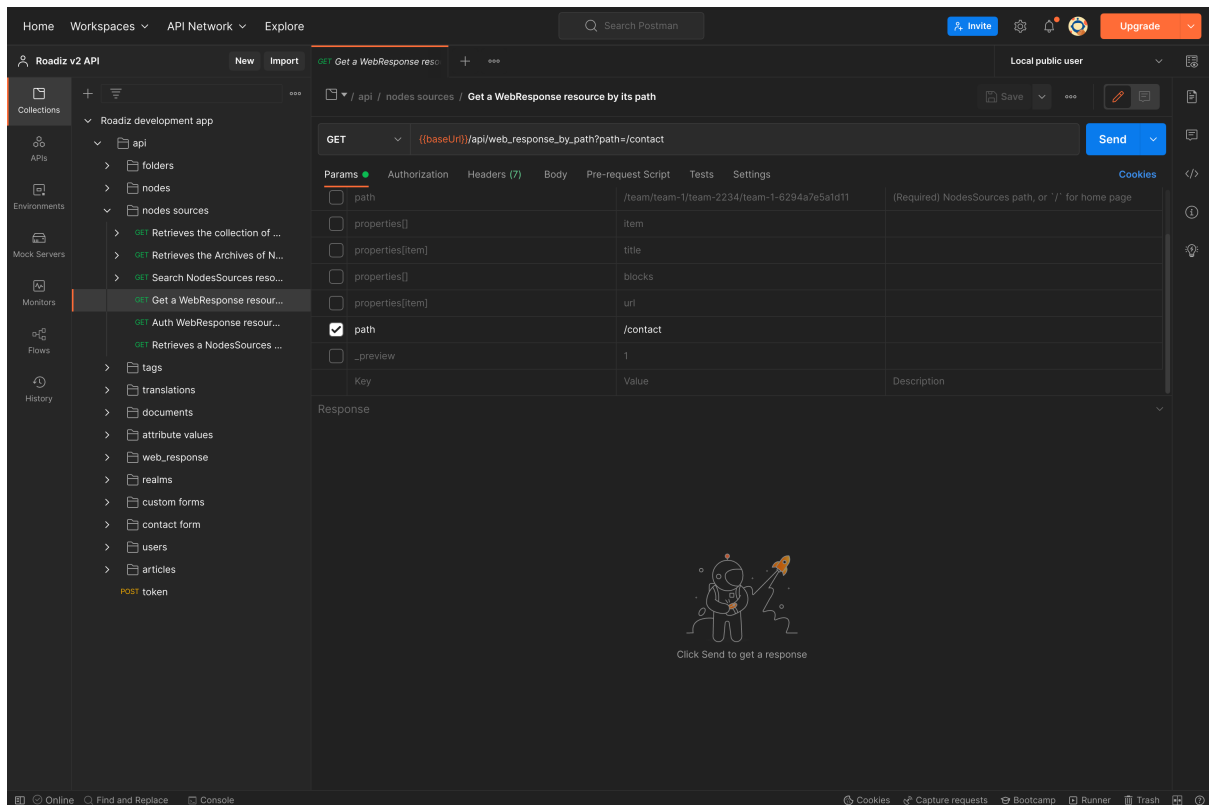 Home Workspaces API Network Explore Search Postman Invite Upgrade
Roadiz v2 API New Import GET Get a WebResponse reso Local public user
Collections
APIs
Environments
Mock Servers
Monitors
Flows
History
Roadiz development app
api
folders
nodes
nodes sources
GET Retrieves the collection of ...
GET Retrieves the Archives of N...
GET Search NodesSources reso...
GET Get a WebResponse resour...
GET Auth WebResponse resour...
GET Retrieves a NodesSources ...
tags
translations
documents
attribute values
web_response
realms
custom forms
contact form
users
articles
POST token
/ api / nodes sources / Get a WebResponse resource by its path Save
GET {{baseUrl}}/api/web_response_by_path?path=/contact Send
Params Authorization Headers (7) Body Pre-request Script Tests Settings Cookies
path /team/team-1/team-2234/team-1-6294a7e5a1d11 (Required) NodesSources path, or `/` for home page
properties[] item
properties[item] title
properties[] blocks
properties[item] url
path /contact
_preview 1
Key Value Description
Response
Click Send to get a response
Online Find and Replace Console Cookies Capture requests Bootcamp Runner Trash